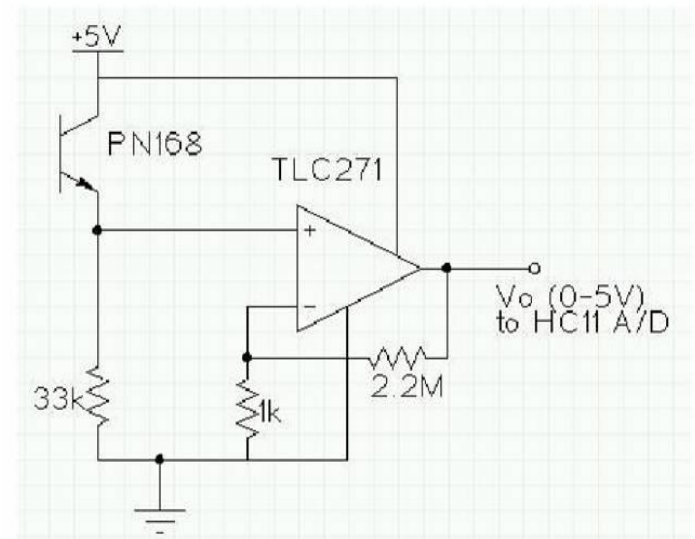 +5V
PN168
TLC271
+
−
Vo (0-5V)
to HC11 A/D
2.2M
33k
1k